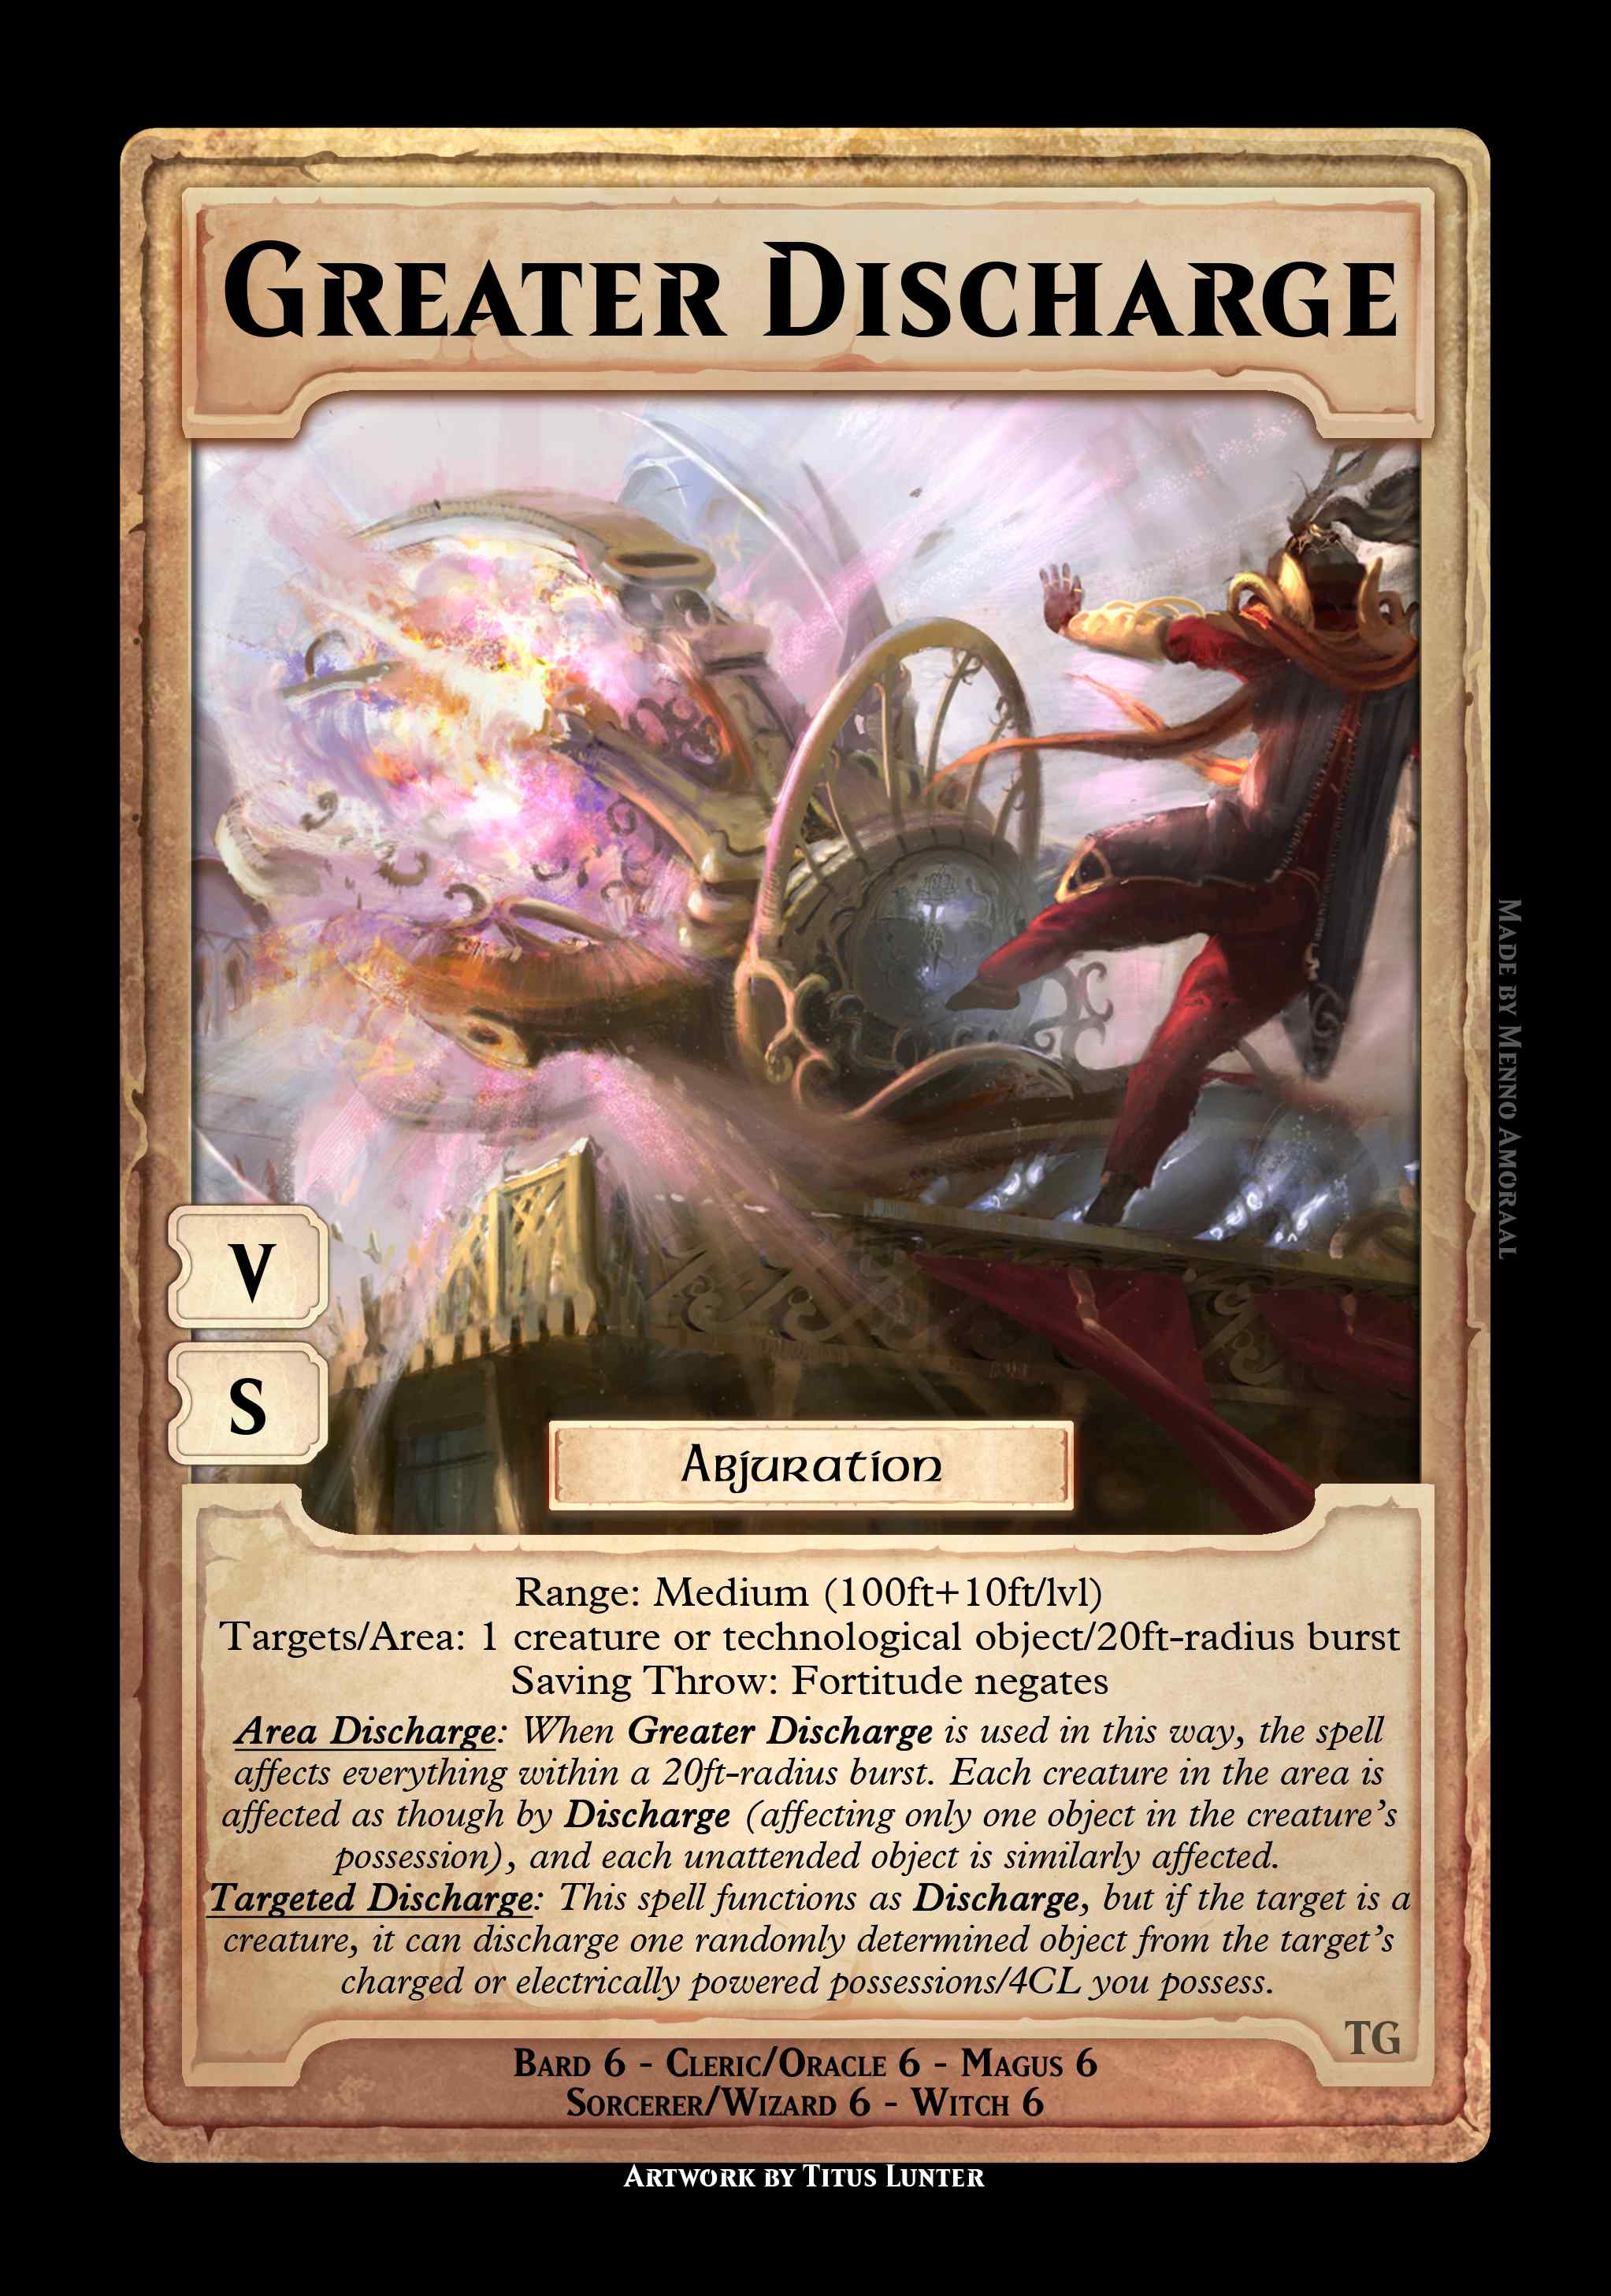 Greater Discharge
V
S
Abjuration
Range: Medium (100ft+10ft/lvl)
Targets/Area: 1 creature or technological object/20ft-radius burst
Saving Throw: Fortitude negates
Area Discharge: When Greater Discharge is used in this way, the spell
affects everything within a 20ft-radius burst. Each creature in the area is
affected as though by Discharge (affecting only one object in the creature's
possession), and each unattended object is similarly affected.
Targeted Discharge: This spell functions as Discharge, but if the target is a
creature, it can discharge one randomly determined object from the target's
charged or electrically powered possessions/4CL you possess.
TG
Bard 6 - Cleric/Oracle 6 - Magus 6
Sorcerer/Wizard 6 - Witch 6
Artwork by Titus Lunter
Made by Menno Amoraal